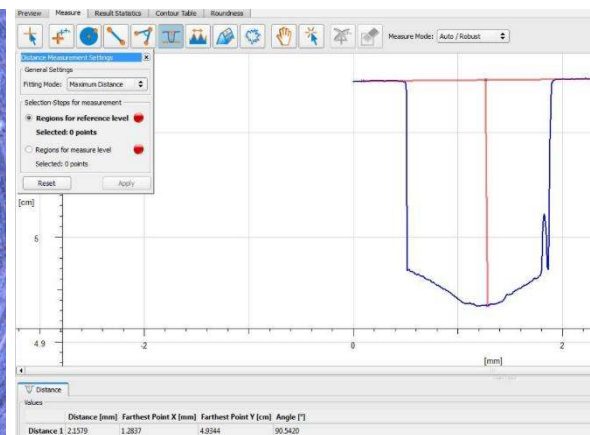 Preview Measure Result Statistics Contour Table Roundness
Measure Mode: Auto / Robust
Distance Measurement Settings
General Settings
Fitting Mode: Maximum Distance
Selection-Steps for measurement
Regions for reference level
Selected: 0 points
Regions for measure level
Selected: 0 points
Reset Apply
[cm]
5
4.9
-2 0 2
[mm]
Distance
Values
Distance [mm] Farthest Point X [mm] Farthest Point Y [cm] Angle [°]
Distance 1 2.1579 1.2837 4.9344 90.5420